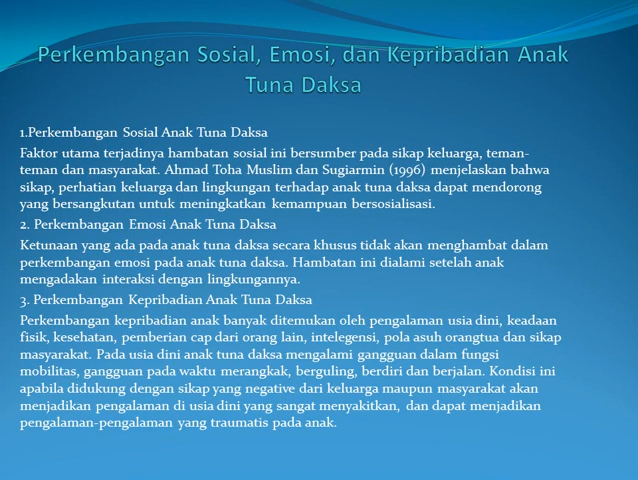 Perkembangan Sosial, Emosi, dan Kepribadian Anak
Tuna Daksa
1.Perkembangan Sosial Anak Tuna Daksa
Faktor utama terjadinya hambatan sosial ini bersumber pada sikap keluarga, teman-
teman dan masyarakat. Ahmad Toha Muslim dan Sugiarmin (1996) menjelaskan bahwa
sikap, perhatian keluarga dan lingkungan terhadap anak tuna daksa dapat mendorong
yang bersangkutan untuk meningkatkan kemampuan bersosialisasi.
2. Perkembangan Emosi Anak Tuna Daksa
Ketunaan yang ada pada anak tuna daksa secara khusus tidak akan menghambat dalam
perkembangan emosi pada anak tuna daksa. Hambatan ini dialami setelah anak
mengadakan interaksi dengan lingkungannya.
3. Perkembangan Kepribadian Anak Tuna Daksa
Perkembangan kepribadian anak banyak ditemukan oleh pengalaman usia dini, keadaan
fisik, kesehatan, pemberian cap dari orang lain, intelegensi, pola asuh orangtua dan sikap
masyarakat. Pada usia dini anak tuna daksa mengalami gangguan dalam fungsi
mobilitas, gangguan pada waktu merangkak, berguling, berdiri dan berjalan. Kondisi ini
apabila didukung dengan sikap yang negative dari keluarga maupun masyarakat akan
menjadikan pengalaman di usia dini yang sangat menyakitkan, dan dapat menjadikan
pengalaman-pengalaman yang traumatis pada anak.